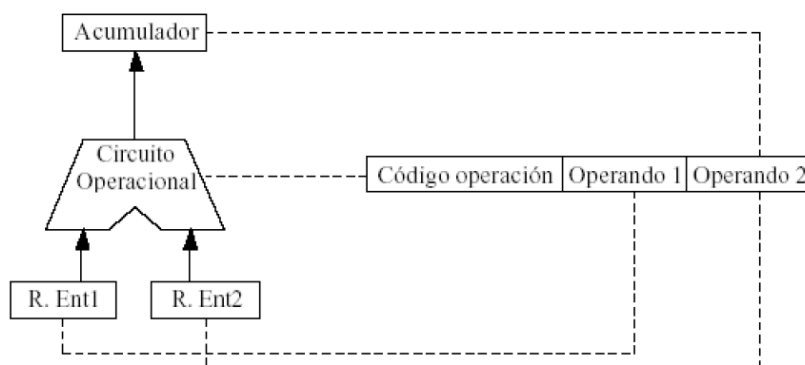 Acumulador
Circuito
Operacional
Código operación
Operando 1
Operando 2
R. Ent1
R. Ent2